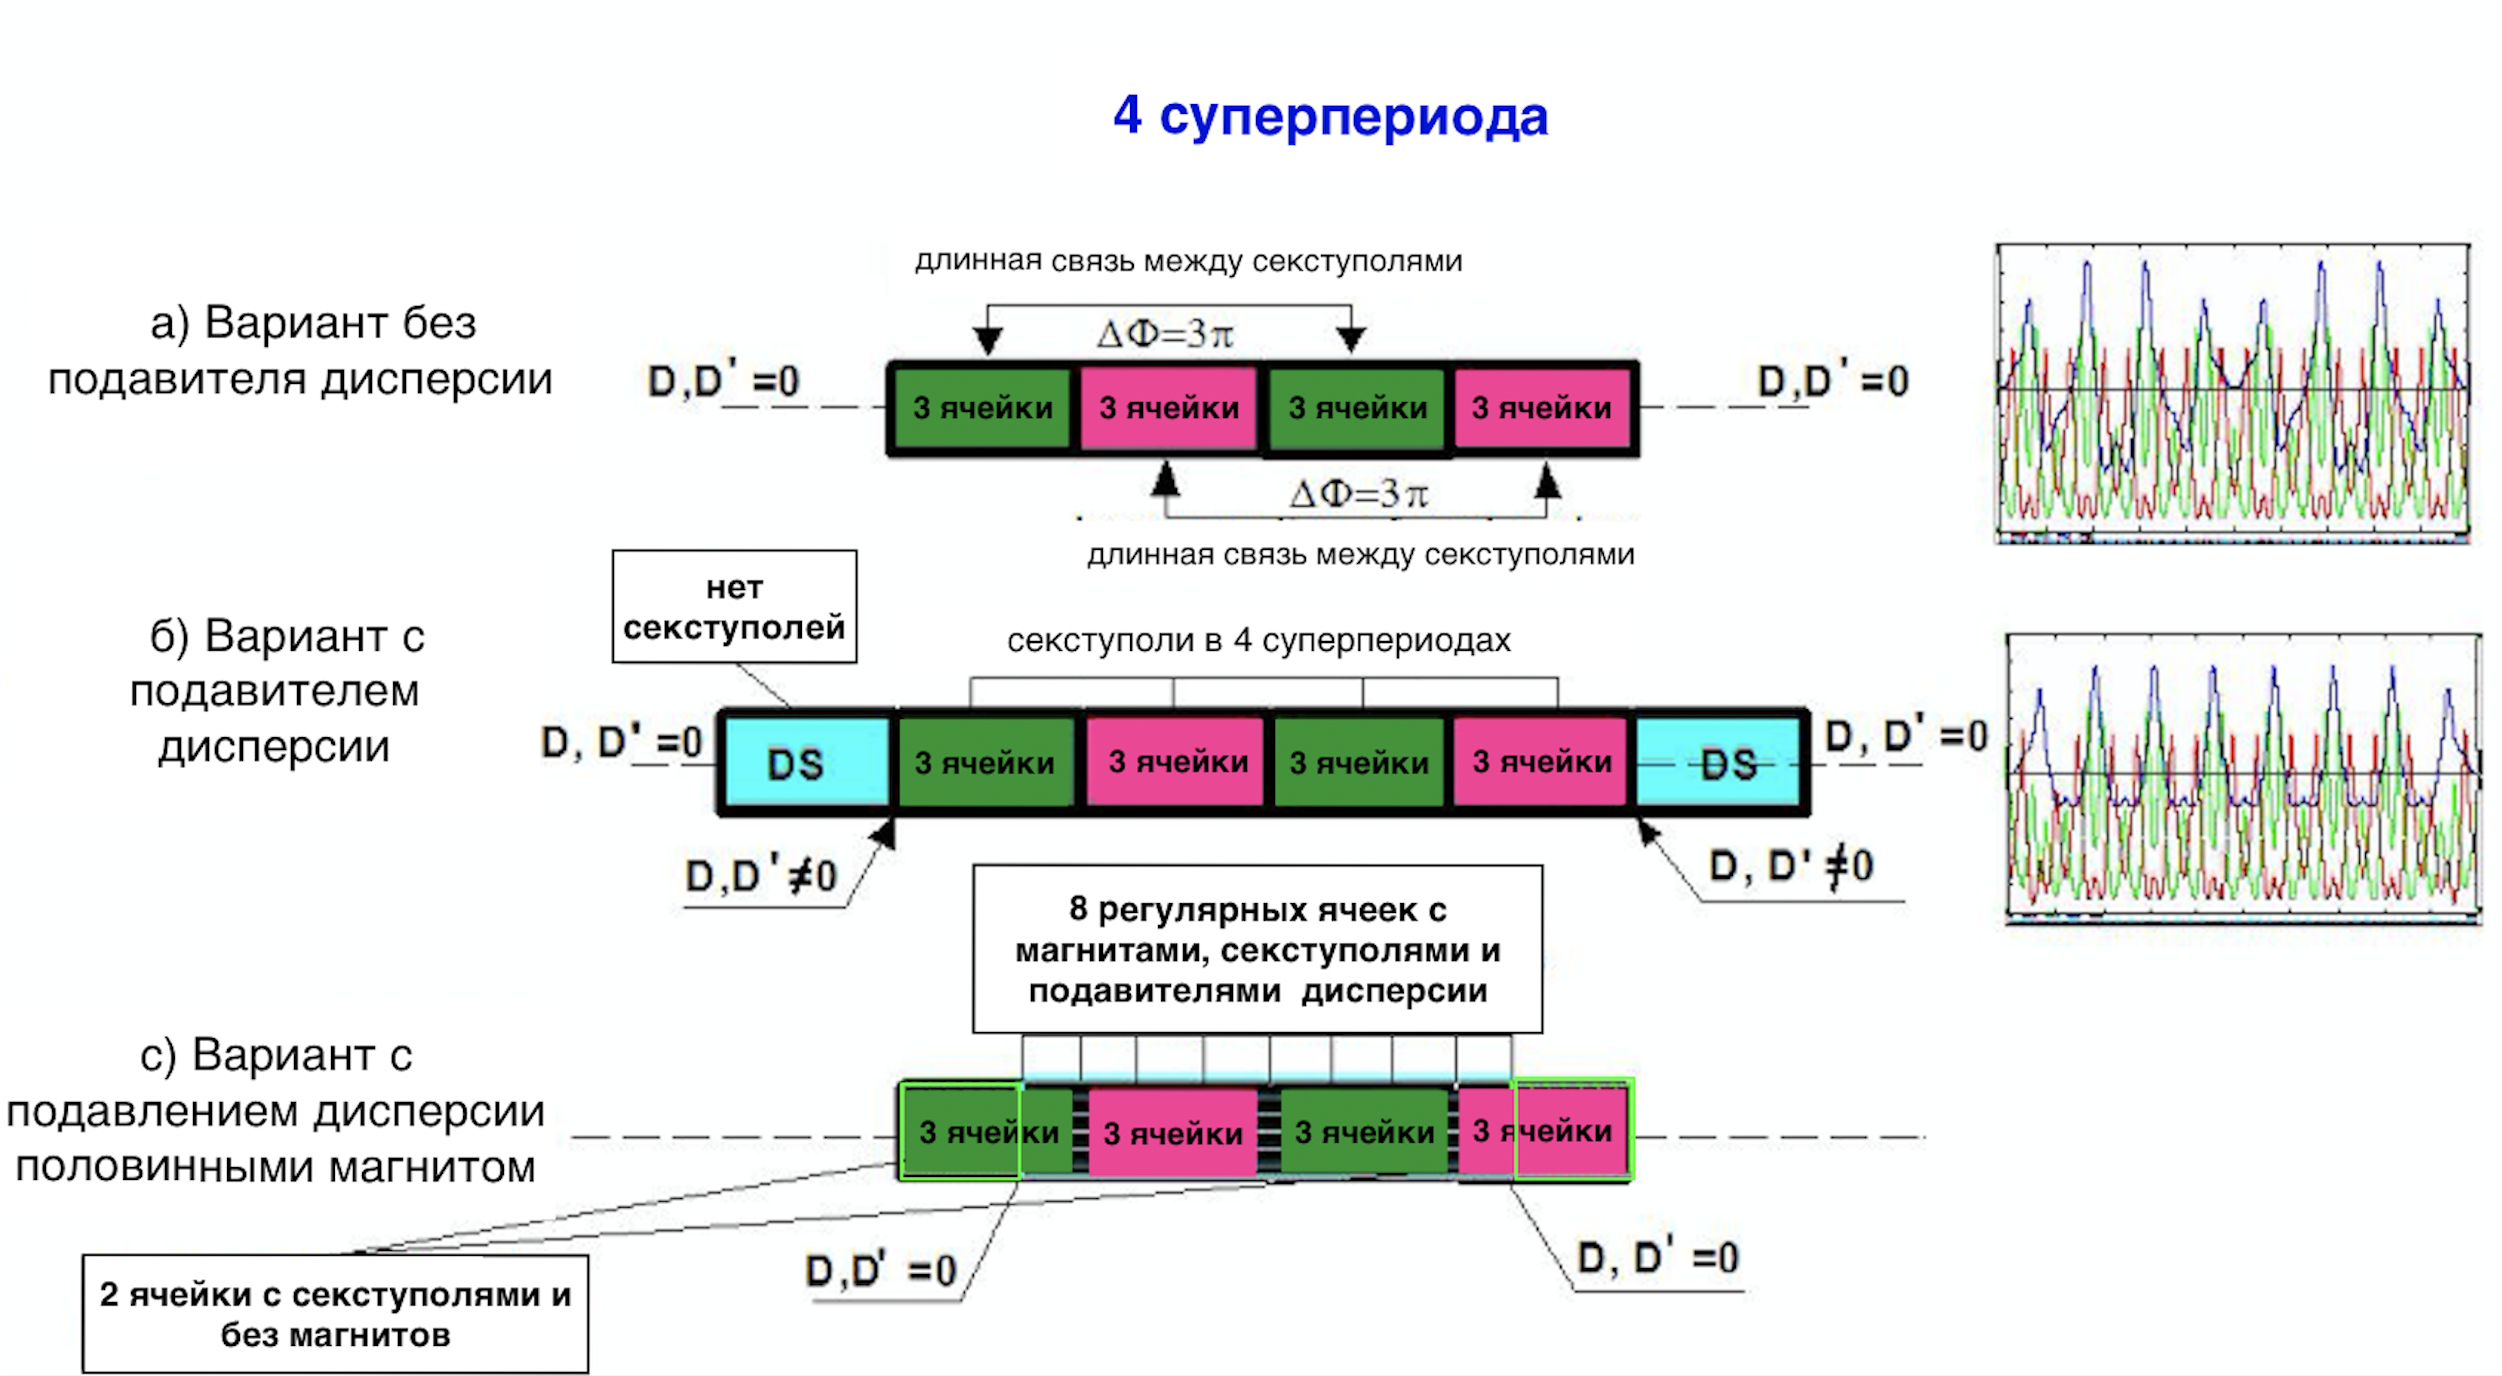 4 суперпериода
длинная связь между секступолями
а) Вариант без
подавителя дисперсии
ΔΦ=3π
D,D' =0
3 ячейки
3 ячейки
3 ячейки
3 ячейки
D,D' =0
ΔΦ=3π
длинная связь между секступолями
нет
секступолей
б) Вариант с
подавителем
дисперсии
секступоли в 4 суперпериодах
D, D' =0
DS
3 ячейки
3 ячейки
3 ячейки
3 ячейки
DS
D, D' =0
D,D' ≠0
D, D' ≠0
8 регулярных ячеек с
магнитами, секступолями и
подавителями дисперсии
с) Вариант с
подавлением дисперсии
половинными магнитом
3 ячейки
3 ячейки
3 ячейки
3 ячейки
D,D' =0
D, D' =0
2 ячейки с секступолями и
без магнитов